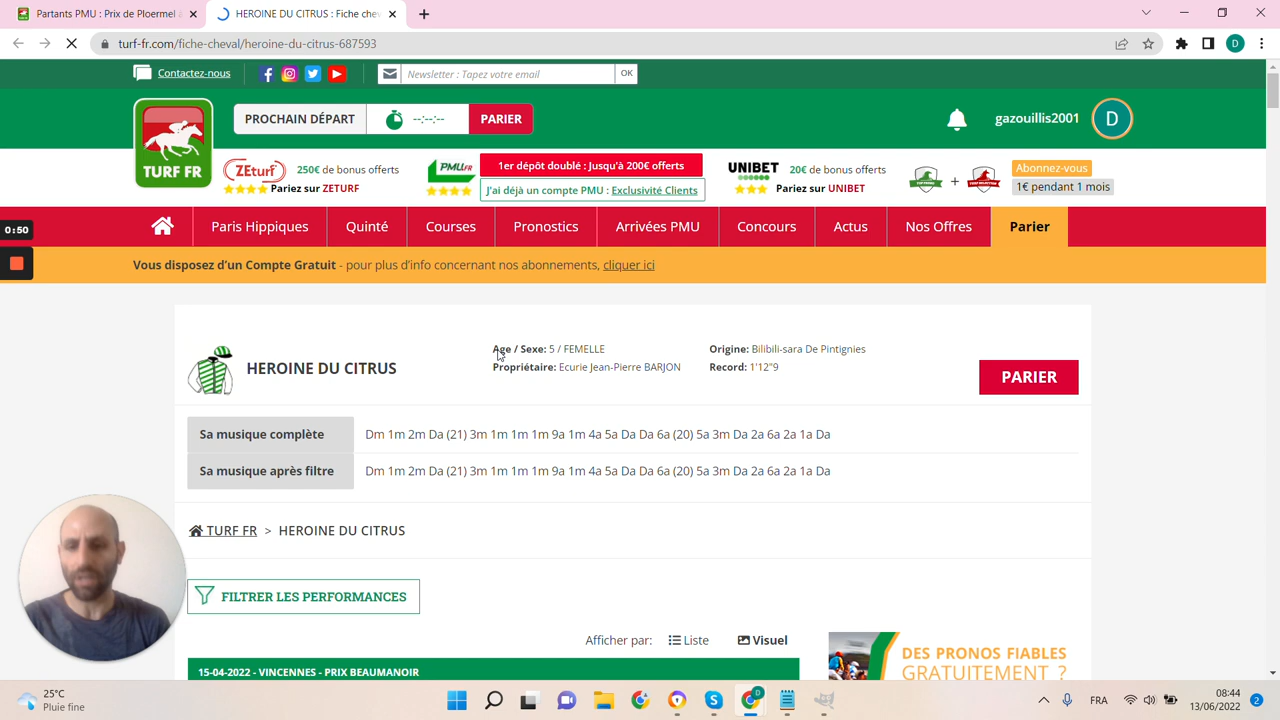 Partants PMU : Prix de Ploermel à
HEROINE DU CITRUS : Fiche che
turf-fr.com/fiche-cheval/heroine-du-citrus-687593
D
Contactez-nous
Newsletter : Tapez votre email
OK
TURF FR
PROCHAIN DÉPART
--:--:--
PARIER
gazouillis2001
D
ZEturf
250€ de bonus offerts
Pariez sur ZETURF
PMU.FR
1er dépôt doublé : Jusqu'à 200€ offerts
J'ai déjà un compte PMU : Exclusivité Clients
UNIBET
20€ de bonus offerts
Pariez sur UNIBET
+
Abonnez-vous
1€ pendant 1 mois
0:50
Paris Hippiques
Quinté
Courses
Pronostics
Arrivées PMU
Concours
Actus
Nos Offres
Parier
Vous disposez d'un Compte Gratuit - pour plus d'info concernant nos abonnements, cliquer ici
HEROINE DU CITRUS
Age / Sexe: 5 / FEMELLE
Propriétaire: Ecurie Jean-Pierre BARJON
Origine: Bilibili-sara De Pintignies
Record: 1'12"9
PARIER
Sa musique complète
Dm 1m 2m Da (21) 3m 1m 1m 1m 9a 1m 4a 5a Da Da 6a (20) 5a 3m Da 2a 6a 2a 1a Da
Sa musique après filtre
Dm 1m 2m Da (21) 3m 1m 1m 1m 9a 1m 4a 5a Da Da 6a (20) 5a 3m Da 2a 6a 2a 1a Da
TURF FR > HEROINE DU CITRUS
FILTRER LES PERFORMANCES
Afficher par:
Liste
Visuel
15-04-2022 - VINCENNES - PRIX BEAUMANOIR
DES PRONOS FIABLES
GRATUITEMENT ?
25°C
Pluie fine
FRA
08:44
13/06/2022
2